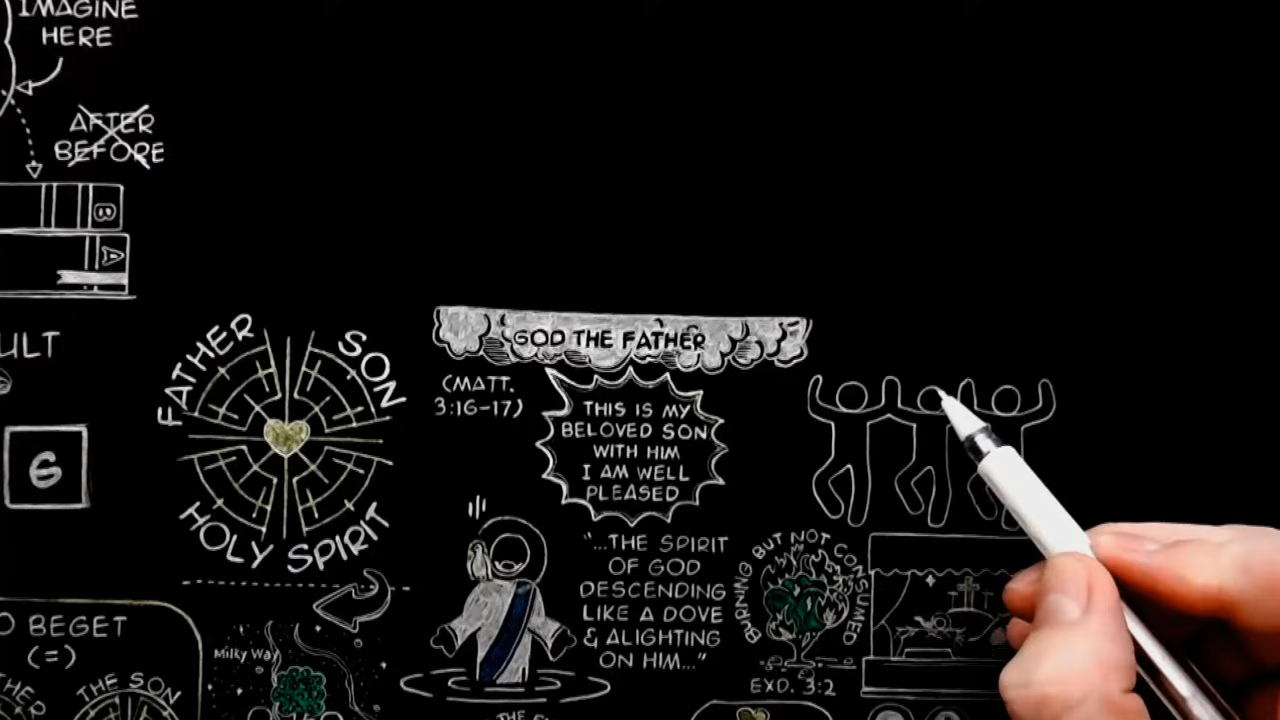 IMAGINE
HERE
AFTER
BEFORE
B
A
ULT
6
FATHER
SON
HOLY SPIRIT
GOD THE FATHER
(MATT.
3:16-17)
THIS IS MY
BELOVED SON
WITH HIM
I AM WELL
PLEASED
"...THE SPIRIT
OF GOD
DESCENDING
LIKE A DOVE
& ALIGHTING
ON HIM..."
BURNING BUT NOT CONSUMED
EXD. 3:2
O BEGET
(=)
THE SON
Milky Way